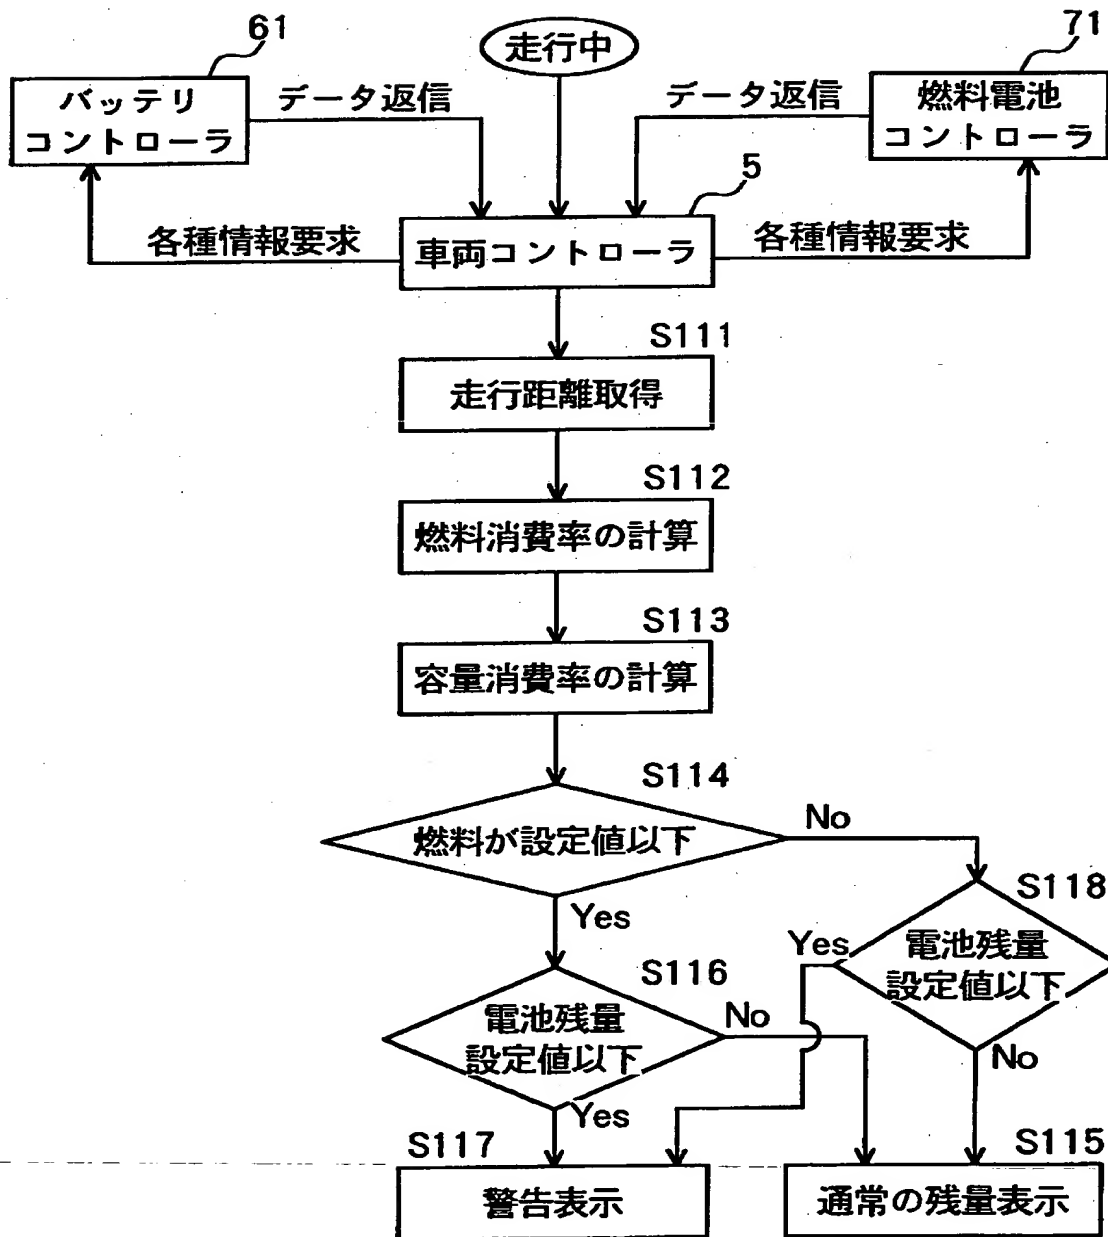 61
走行中
71
バッテリ
コントローラ
データ返信
データ返信
燃料電池
コントローラ
5
各種情報要求
車両コントローラ
各種情報要求
S111
走行距離取得
S112
燃料消費率の計算
S113
容量消費率の計算
S114
燃料が設定値以下
No
Yes
S118
電池残量
設定値以下
Yes
No
S116
電池残量
設定値以下
No
Yes
S117
警告表示
S115
通常の残量表示